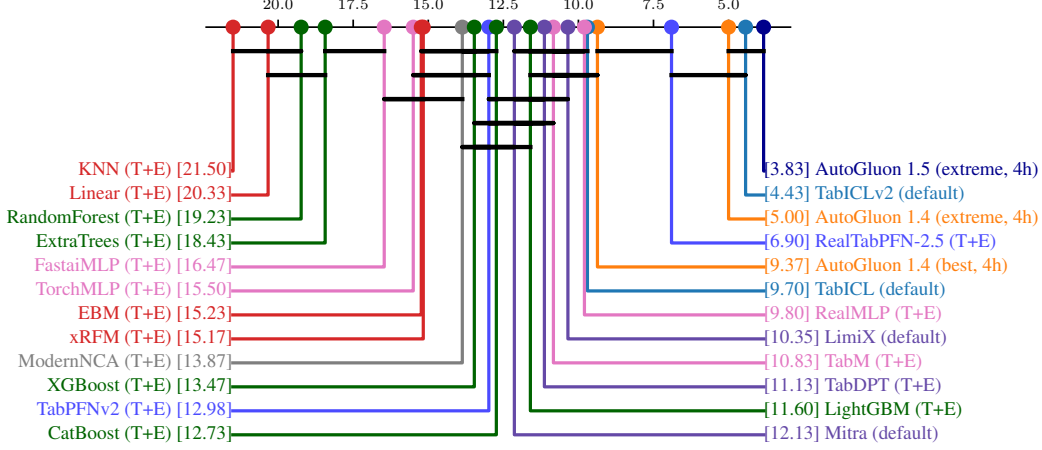 20.0 17.5 15.0 12.5 10.0 7.5 5.0
KNN (T+E) [21.50] [3.83] AutoGluon 1.5 (extreme, 4h)
Linear (T+E) [20.33] [4.43] TabICLv2 (default)
RandomForest (T+E) [19.23] [5.00] AutoGluon 1.4 (extreme, 4h)
ExtraTrees (T+E) [18.43] [6.90] RealTabPFN-2.5 (T+E)
FastaiMLP (T+E) [16.47] [9.37] AutoGluon 1.4 (best, 4h)
TorchMLP (T+E) [15.50] [9.70] TabICL (default)
EBM (T+E) [15.23] [9.80] RealMLP (T+E)
xRFM (T+E) [15.17] [10.35] LimiX (default)
ModernNCA (T+E) [13.87] [10.83] TabM (T+E)
XGBoost (T+E) [13.47] [11.13] TabDPT (T+E)
TabPFNv2 (T+E) [12.98] [11.60] LightGBM (T+E)
CatBoost (T+E) [12.73] [12.13] Mitra (default)